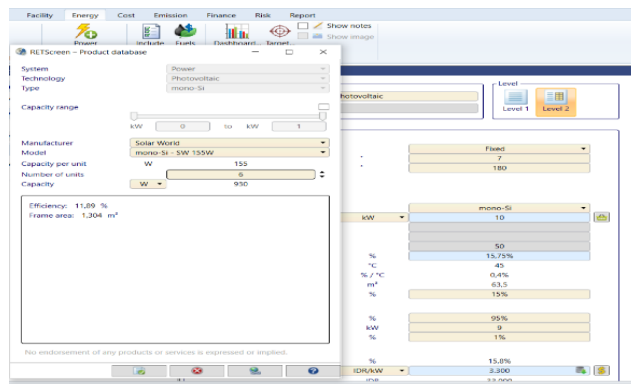 Facility Energy Cost Emission Finance Risk Report
Show notes
Show image
Power Include Fuels Dashboard... Target...
RETScreen - Product database
System Power
Technology Photovoltaic
Type mono-Si
Capacity range
kW 0 to kW 1
Manufacturer Solar World
Model mono-Si - SW 155W
Capacity per unit W 155
Number of units 6
Capacity W 930
Efficiency: 11,89 %
Frame area: 1,304 m²
No endorsement of any products or services is expressed or implied.
Level
hotovoltaic
Level 1 Level 2
Fixed
7
180
mono-Si
kW 10
50
% 15,75%
°C 45
% / °C 0,4%
m² 63,5
% 15%
% 95%
kW 9
% 1%
% 15.8%
IDR/kW 3.300
IDR 33.000